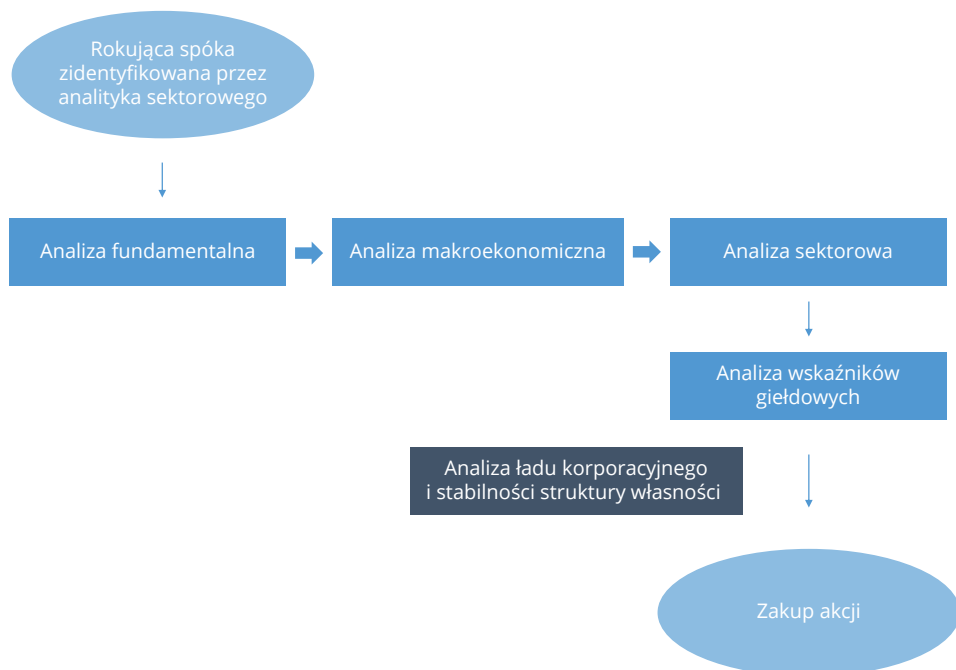 Rokująca spóka
zidentyfikowana przez
analityka sektorowego
Analiza fundamentalna
Analiza makroekonomiczna
Analiza sektorowa
Analiza wskaźników
giełdowych
Analiza ładu korporacyjnego
i stabilności struktury własności
Zakup akcji